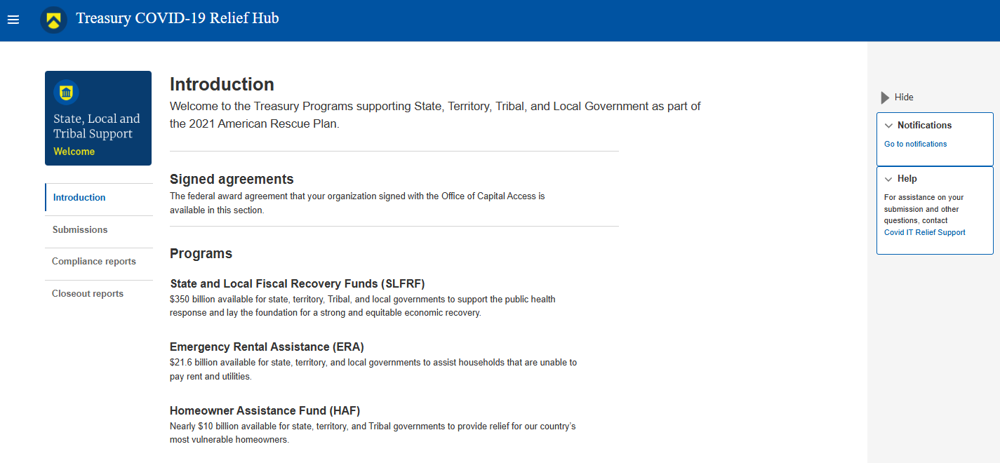 Treasury COVID-19 Relief Hub
State, Local and
Tribal Support
Welcome
Introduction
Submissions
Compliance reports
Closeout reports
Introduction
Welcome to the Treasury Programs supporting State, Territory, Tribal, and Local Government as part of
the 2021 American Rescue Plan.
Signed agreements
The federal award agreement that your organization signed with the Office of Capital Access is
available in this section.
Programs
State and Local Fiscal Recovery Funds (SLFRF)
$350 billion available for state, territory, Tribal, and local governments to support the public health
response and lay the foundation for a strong and equitable economic recovery.
Emergency Rental Assistance (ERA)
$21.6 billion available for state, territory, and local governments to assist households that are unable to
pay rent and utilities.
Homeowner Assistance Fund (HAF)
Nearly $10 billion available for state, territory, and Tribal governments to provide relief for our country’s
most vulnerable homeowners.
Hide
Notifications
Go to notifications
Help
For assistance on your
submission and other
questions, contact
Covid IT Relief Support